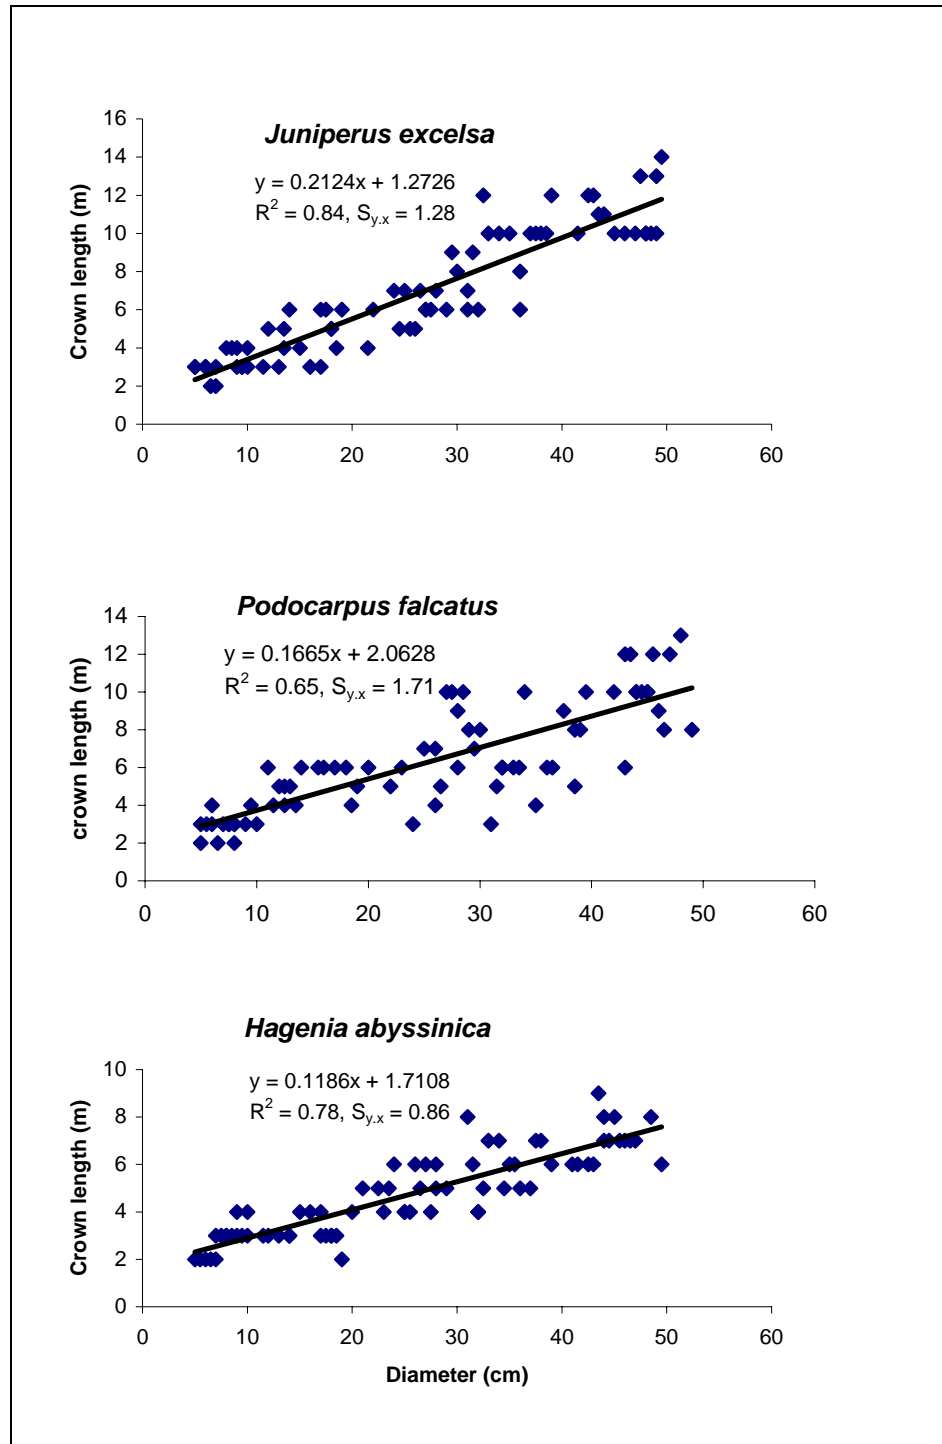 Juniperus excelsa
y = 0.2124x + 1.2726
R² = 0.84, Sy.x = 1.28
16
14
12
10
8
6
4
2
0
Crown length (m)
0 10 20 30 40 50 60
Podocarpus falcatus
y = 0.1665x + 2.0628
R² = 0.65, Sy.x = 1.71
14
12
10
8
6
4
2
0
crown length (m)
0 10 20 30 40 50 60
Hagenia abyssinica
y = 0.1186x + 1.7108
R² = 0.78, Sy.x = 0.86
10
8
6
4
2
0
Crown length (m)
0 10 20 30 40 50 60
Diameter (cm)